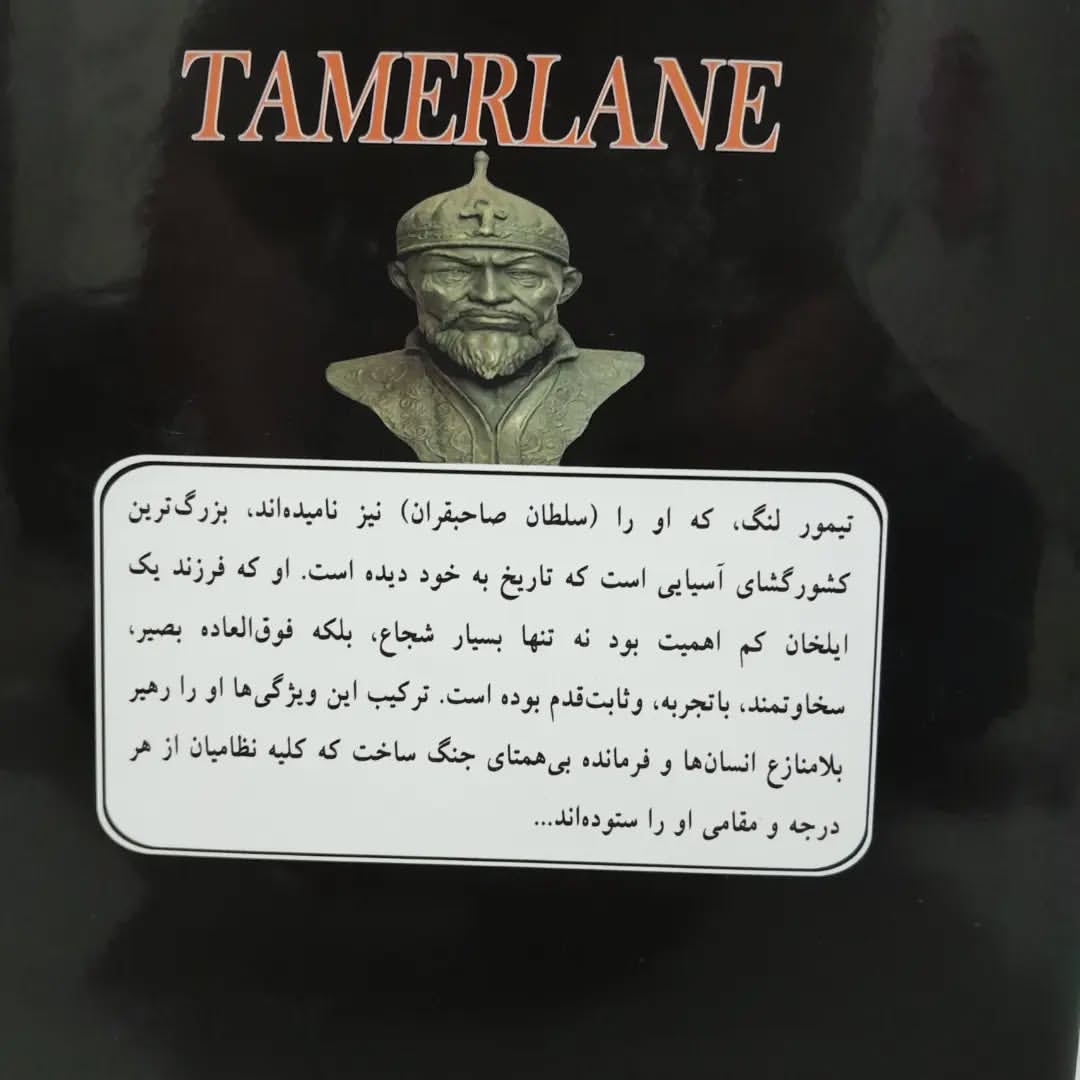 TAMERLANE
تیمور لنگ، که او را (سلطان صاحبقران) نیز نامیده‌اند، بزرگ‌ترین
کشورگشای آسیایی است که تاریخ به خود دیده است. او که فرزند یک
ایلخان کم اهمیت بود نه تنها بسیار شجاع، بلکه فوق‌العاده بصیر،
سخاوتمند، باتجربه، وثابت‌قدم بوده است. ترکیب این ویژگی‌ها او را رهبر
بلامنازع انسان‌ها و فرمانده بی‌همتای جنگ ساخت که کلیه نظامیان از هر
درجه و مقامی او را ستوده‌اند...